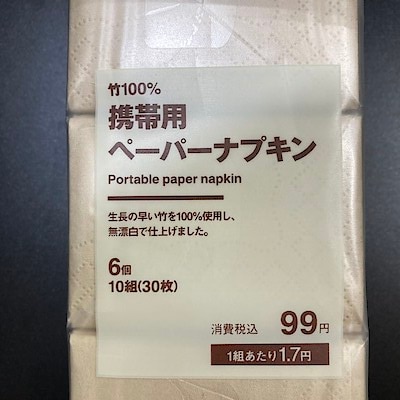 竹100%
携帯用
ペーパーナプキン
Portable paper napkin
生長の早い竹を100%使用し、
無漂白で仕上げました。
6個
10組(30枚)
消費税込 99円
1組あたり1.7円